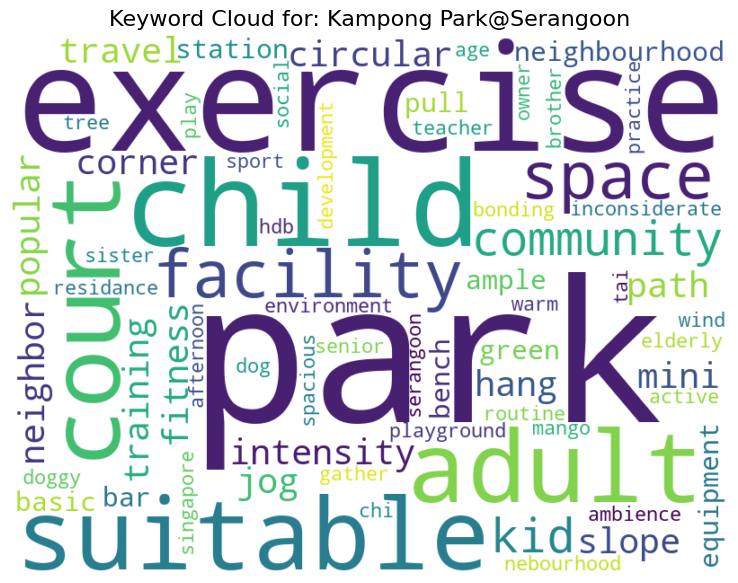 Keyword Cloud for: Kampong Park@Serangoon
travel
station
circular
age
neighbourhood
exercise
tree
play
social
pull
teacher
owner
brother
practice
corner
sport
child
space
popular
court
hdb
development
bonding
inconsiderate
community
sister
residance
facility
ample
tai
path
environment
warm
wind
neighbor
training
fitness
afternoon
park
dog
spacious
senior
serangoon
bench
green
elderly
hang
mini
active
routine
playground
mango
intensity
adult
doggy
jog
gather
basic
bar
singapore
chi
equipment
suitable
kid
ambience
slope
nebourhood